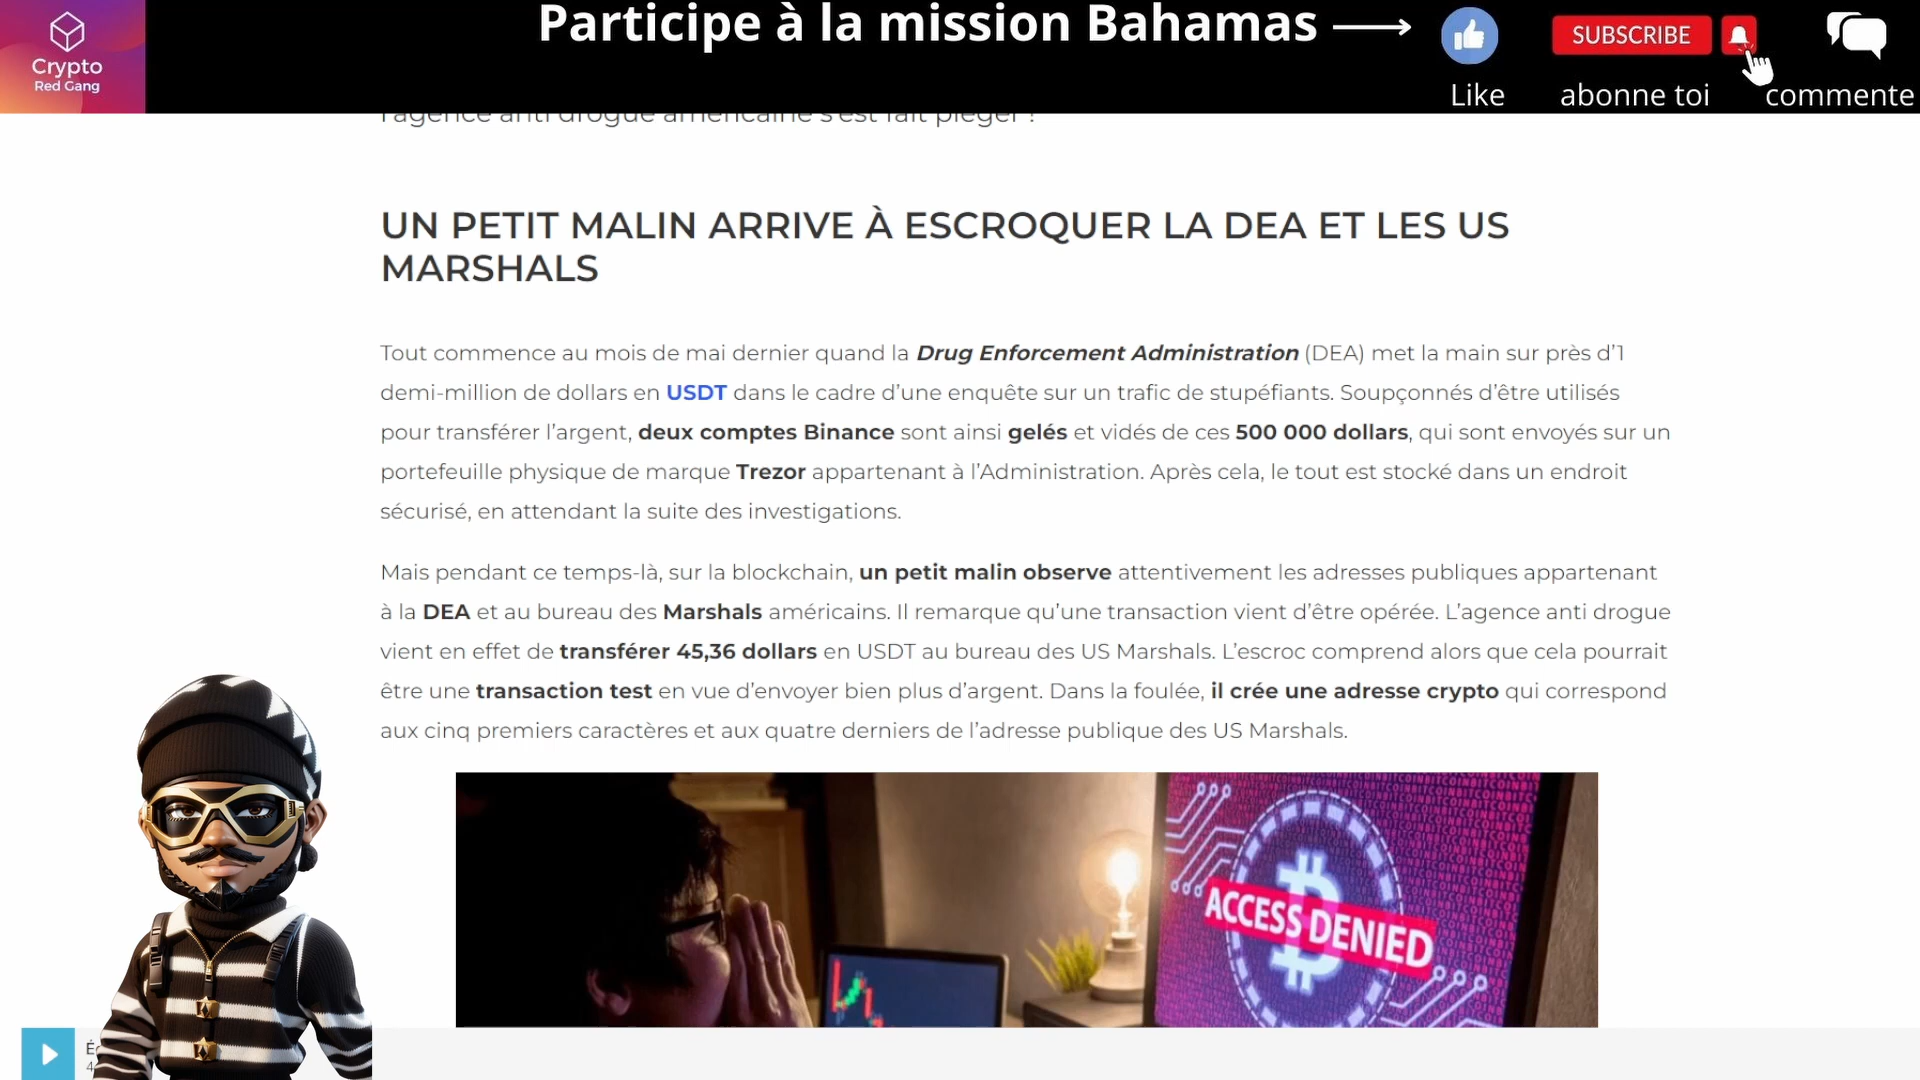 Crypto
Red Gang
Participe à la mission Bahamas
SUBSCRIBE
Like
abonne toi
commente
l'agence anti drogue américaine s'est fait piéger !
UN PETIT MALIN ARRIVE À ESCROQUER LA DEA ET LES US
MARSHALS
Tout commence au mois de mai dernier quand la Drug Enforcement Administration (DEA) met la main sur près d'1
demi-million de dollars en USDT dans le cadre d'une enquête sur un trafic de stupéfiants. Soupçonnés d'être utilisés
pour transférer l'argent, deux comptes Binance sont ainsi gelés et vidés de ces 500 000 dollars, qui sont envoyés sur un
portefeuille physique de marque Trezor appartenant à l'Administration. Après cela, le tout est stocké dans un endroit
sécurisé, en attendant la suite des investigations.
Mais pendant ce temps-là, sur la blockchain, un petit malin observe attentivement les adresses publiques appartenant
à la DEA et au bureau des Marshals américains. Il remarque qu'une transaction vient d'être opérée. L'agence anti drogue
vient en effet de transférer 45,36 dollars en USDT au bureau des US Marshals. L'escroc comprend alors que cela pourrait
être une transaction test en vue d'envoyer bien plus d'argent. Dans la foulée, il crée une adresse crypto qui correspond
aux cinq premiers caractères et aux quatre derniers de l'adresse publique des US Marshals.
ACCESS DENIED